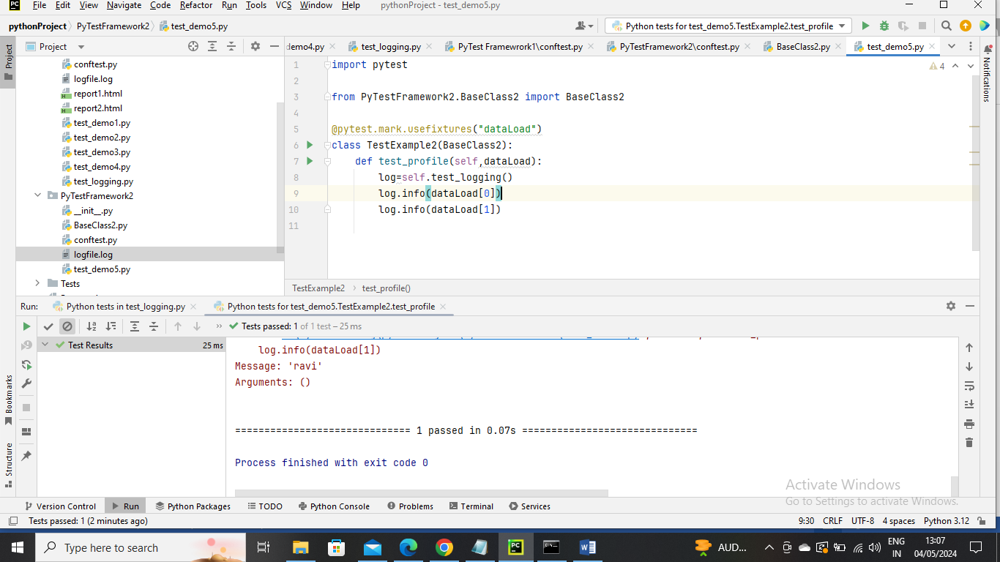 PC File Edit View Navigate Code Refactor Run Tools VCS Window Help pythonProject - test_demo5.py
pythonProject PyTestFramework2 test_demo5.py Python tests for test_demo5.TestExample2.test_profile
Project
demo4.py test_logging.py PyTest Framewrork1\conftest.py PyTestFramework2\conftest.py BaseClass2.py test_demo5.py
Project
Notifications
conftest.py
logfile.log
report1.html
report2.html
test_demo1.py
test_demo2.py
test_demo3.py
test_demo4.py
test_logging.py
PyTestFramework2
__init__.py
BaseClass2.py
conftest.py
logfile.log
test_demo5.py
Tests
4
1 import pytest
2
3 from PyTestFramework2.BaseClass2 import BaseClass2
4
5 @pytest.mark.usefixtures("dataLoad")
6 class TestExample2(BaseClass2):
7 def test_profile(self,dataLoad):
8 log=self.test_logging()
9 log.info(dataLoad[0])
10 log.info(dataLoad[1])
11
TestExample2 test_profile()
Run: Python tests in test_logging.py Python tests for test_demo5.TestExample2.test_profile
Tests passed: 1 of 1 test – 25 ms
Test Results 25 ms
log.info(dataLoad[1])
Message: 'ravi'
Arguments: ()
============================== 1 passed in 0.07s ==============================
Process finished with exit code 0
Bookmarks
Structure
Activate Windows
Go to Settings to activate Windows.
Version Control Run Python Packages TODO Python Console Problems Terminal Services
Tests passed: 1 (2 minutes ago) 9:30 CRLF UTF-8 4 spaces Python 3.12
Type here to search
PC
W
AUD...
ENG
IN
13:07
04/05/2024